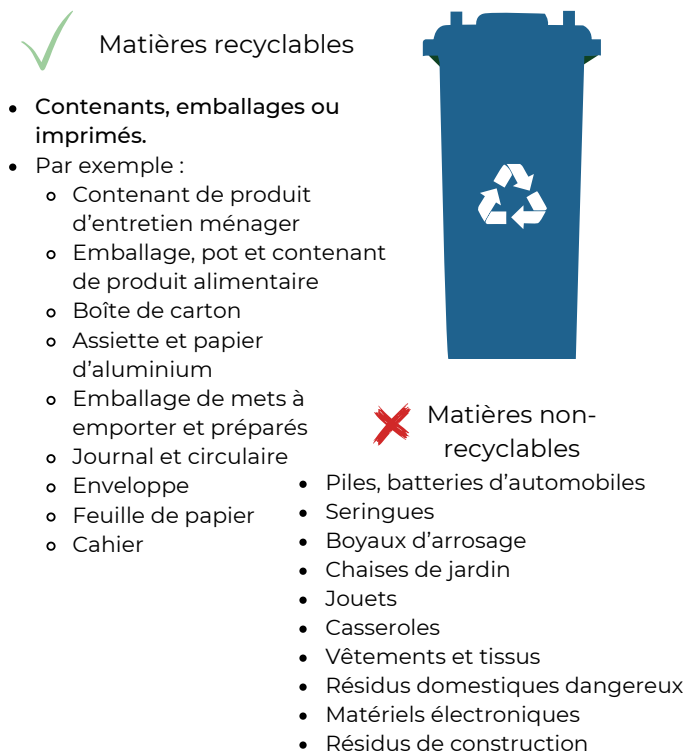 Matières recyclables
Contenants, emballages ou
imprimés.
Par exemple :
Contenant de produit
d'entretien ménager
Emballage, pot et contenant
de produit alimentaire
Boîte de carton
Assiette et papier
d'aluminium
Emballage de mets à
emporter et préparés
Journal et circulaire
Enveloppe
Feuille de papier
Cahier
Matières non-
recyclables
Piles, batteries d'automobiles
Seringues
Boyaux d'arrosage
Chaises de jardin
Jouets
Casseroles
Vêtements et tissus
Résidus domestiques dangereux
Matériels électroniques
Résidus de construction